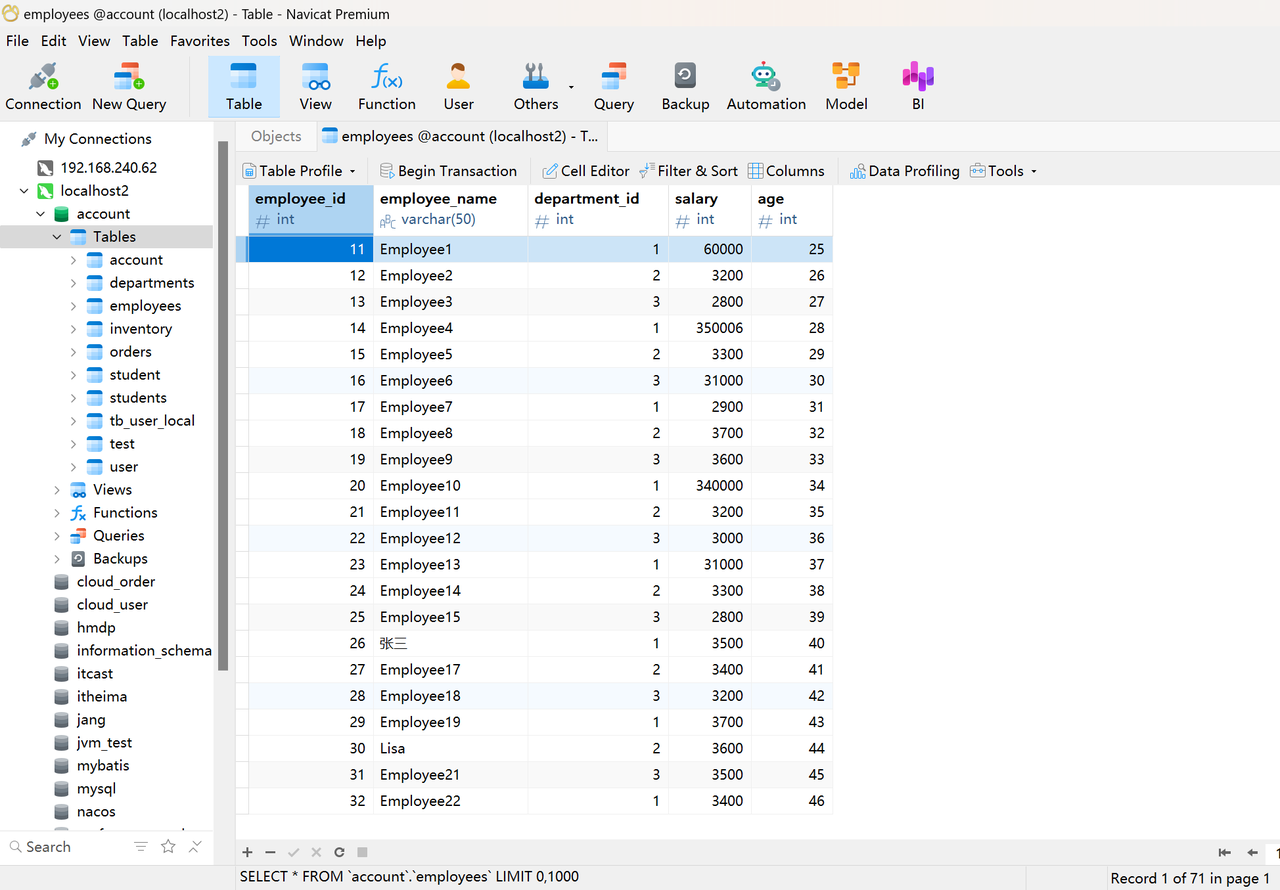 employees @account (localhost2) - Table - Navicat Premium
File Edit View Table Favorites Tools Window Help
Connection New Query Table View Function User Others Query Backup Automation Model BI
My Connections
192.168.240.62
localhost2
account
Tables
account
departments
employees
inventory
orders
student
students
tb_user_local
test
user
Views
Functions
Queries
Backups
cloud_order
cloud_user
hmdp
information_schema
itcast
itheima
jang
jvm_test
mybatis
mysql
nacos
Search
Objects employees @account (localhost2) - T...
Table Profile Begin Transaction Cell Editor Filter & Sort Columns Data Profiling Tools
employee_id employee_name department_id salary age
# int ABC varchar(50) # int # int # int
11 Employee1 1 60000 25
12 Employee2 2 3200 26
13 Employee3 3 2800 27
14 Employee4 1 350006 28
15 Employee5 2 3300 29
16 Employee6 3 31000 30
17 Employee7 1 2900 31
18 Employee8 2 3700 32
19 Employee9 3 3600 33
20 Employee10 1 340000 34
21 Employee11 2 3200 35
22 Employee12 3 3000 36
23 Employee13 1 31000 37
24 Employee14 2 3300 38
25 Employee15 3 2800 39
26 张三 1 3500 40
27 Employee17 2 3400 41
28 Employee18 3 3200 42
29 Employee19 1 3700 43
30 Lisa 2 3600 44
31 Employee21 3 3500 45
32 Employee22 1 3400 46
SELECT * FROM `account`.`employees` LIMIT 0,1000
Record 1 of 71 in page 1